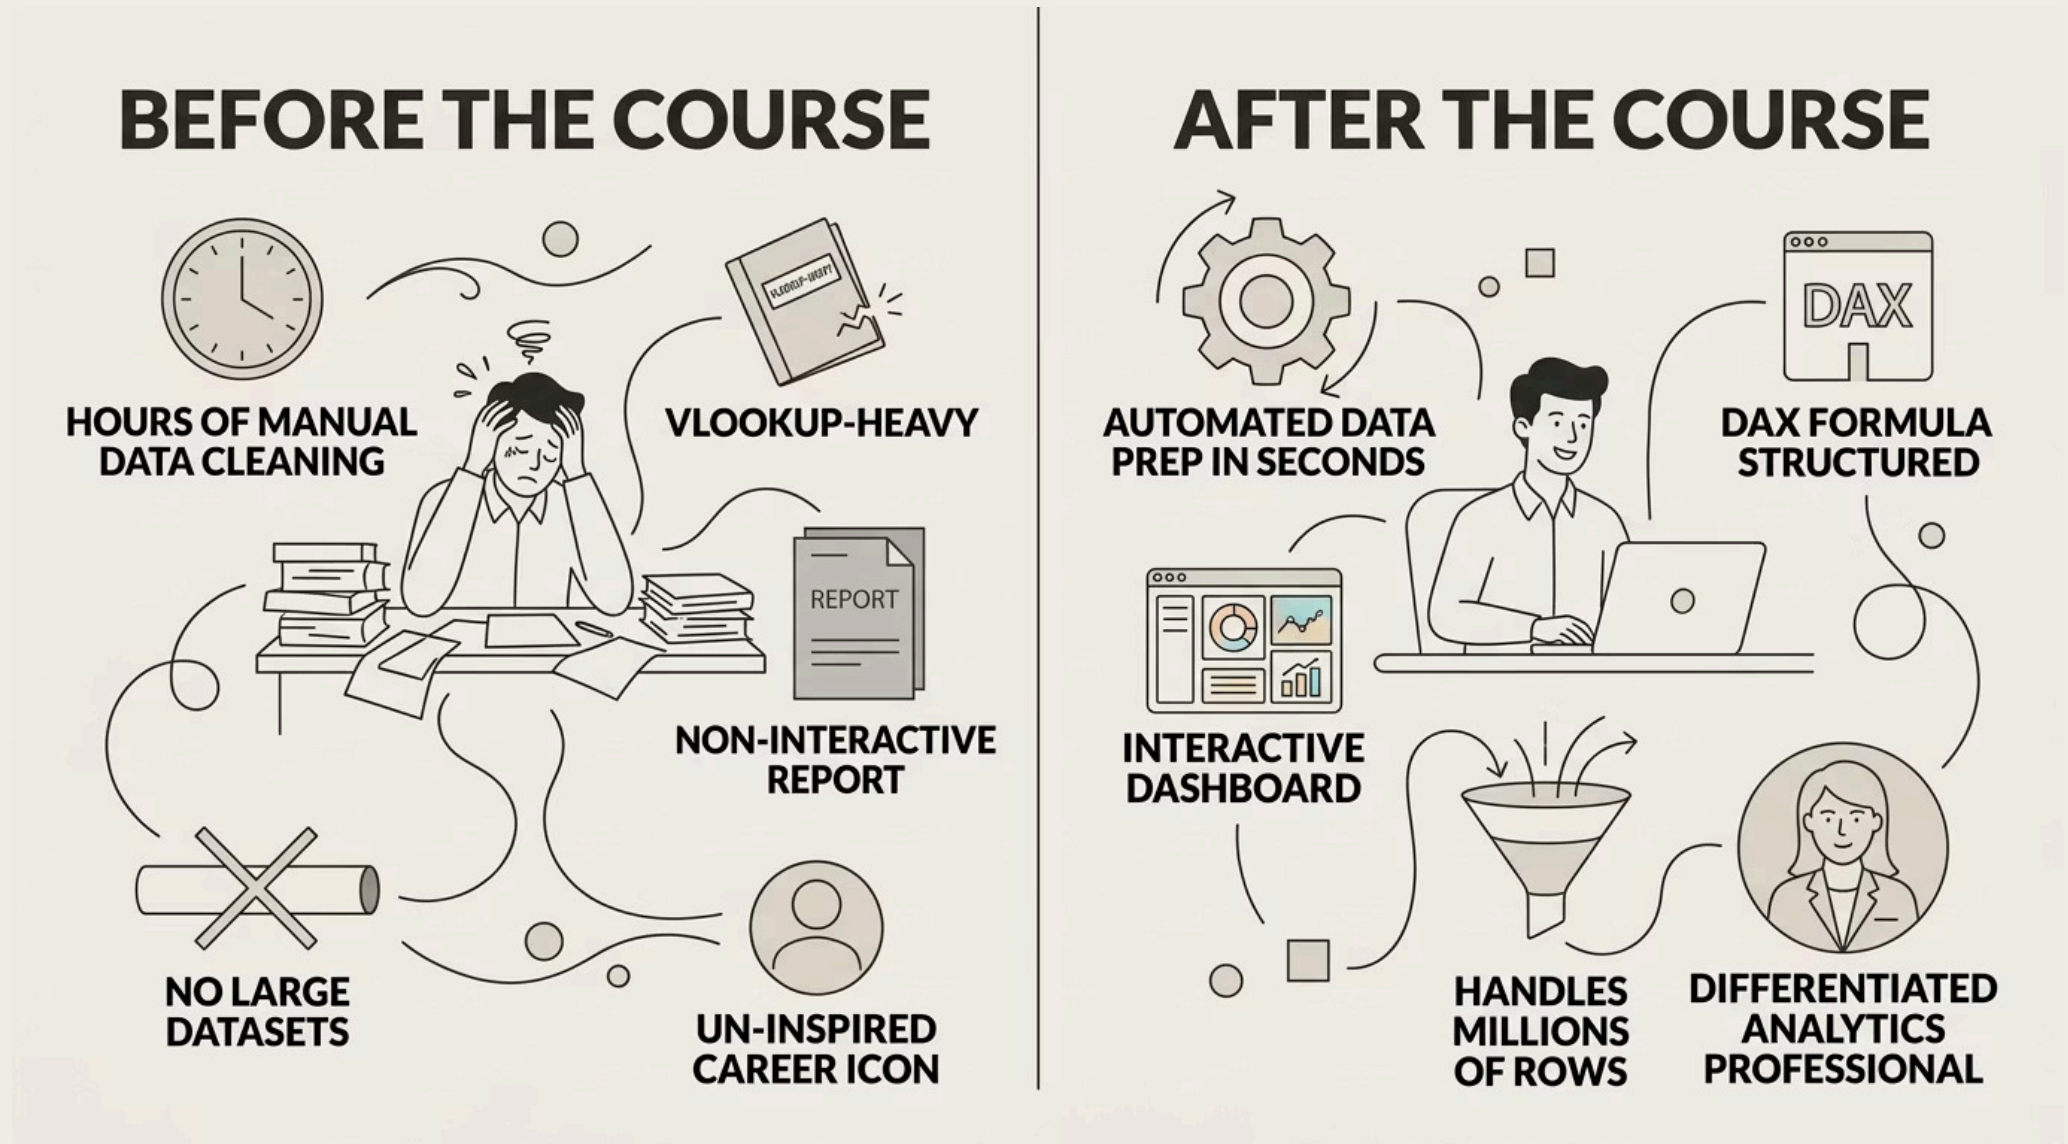 BEFORE THE COURSE
HOURS OF MANUAL
DATA CLEANING
VLOOKUP-HEAVY
VLOOKUP-HEAVY
REPORT
NON-INTERACTIVE
REPORT
NO LARGE
DATASETS
UN-INSPIRED
CAREER ICON
AFTER THE COURSE
AUTOMATED DATA
PREP IN SECONDS
DAX
DAX FORMULA
STRUCTURED
INTERACTIVE
DASHBOARD
HANDLES
MILLIONS
OF ROWS
DIFFERENTIATED
ANALYTICS
PROFESSIONAL